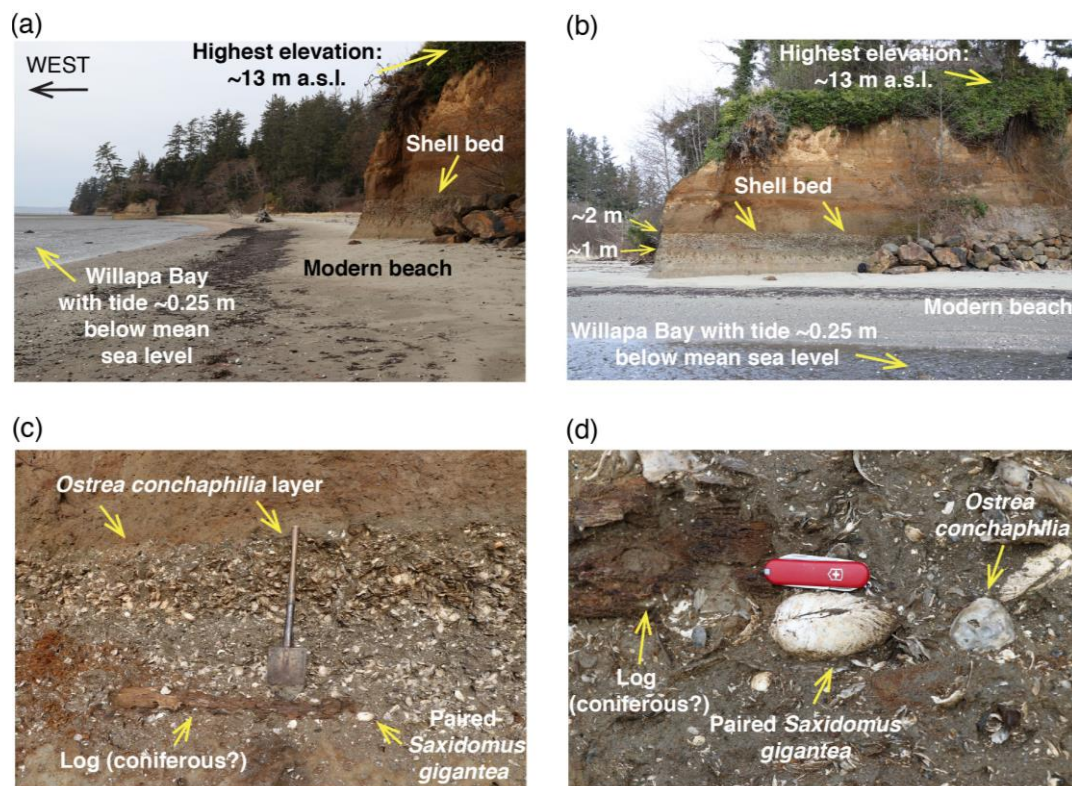 (a)
WEST
Highest elevation:
~13 m a.s.l.
Shell bed
Modern beach
Willapa Bay
with tide ~0.25 m
below mean
sea level
(b)
Highest elevation:
~13 m a.s.l.
Shell bed
~2 m
~1 m
Modern beach
Willapa Bay with tide ~0.25 m
below mean sea level
(c)
Ostrea conchaphilia layer
Log (coniferous?)
Paired
Saxidomus
gigantea
(d)
Ostrea
conchaphilia
Log
(coniferous?)
Paired Saxidomus
gigantea